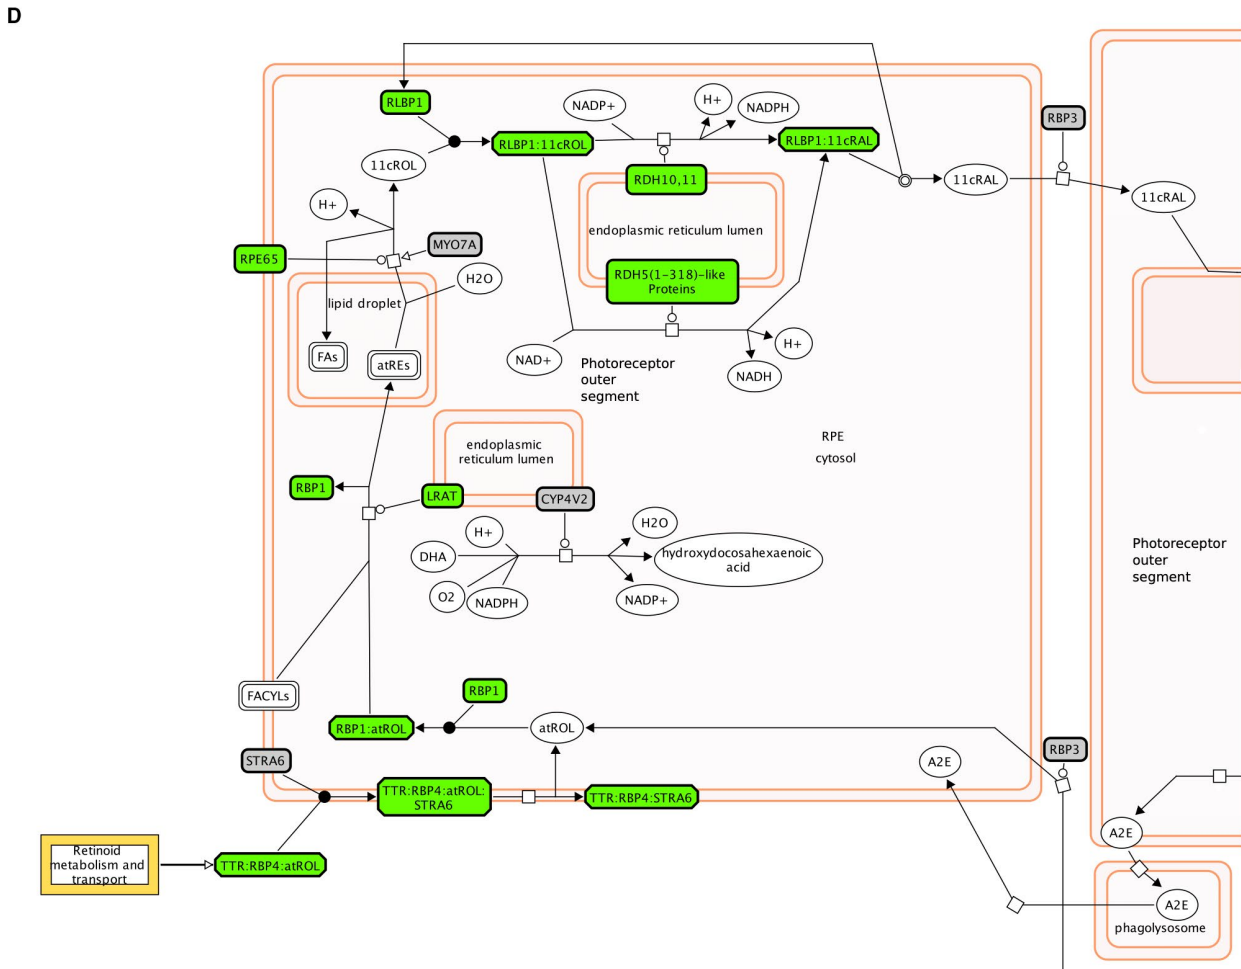 D
RLBP1
NADP+
H+
NADPH
RBP3
RLBP1:11cROL
RLBP1:11cRAL
11cROL
RDH10,11
11cRAL
11cRAL
H+
endoplasmic reticulum lumen
RPE65
MYO7A
H2O
RDH5(1-318)-like
Proteins
lipid droplet
FAs
atREs
NAD+
H+
NADH
Photoreceptor
outer
segment
RPE
cytosol
endoplasmic
reticulum lumen
RBP1
LRAT
CYP4V2
H+
H2O
DHA
hydroxydocosahexaenoic
acid
O2
NADPH
NADP+
Photoreceptor
outer
segment
FACYLs
RBP1
RBP1:atROL
atROL
STRA6
RBP3
A2E
TTR:RBP4:atROL:
STRA6
TTR:RBP4:STRA6
A2E
Retinoid
metabolism and
transport
TTR:RBP4:atROL
A2E
phagolysosome